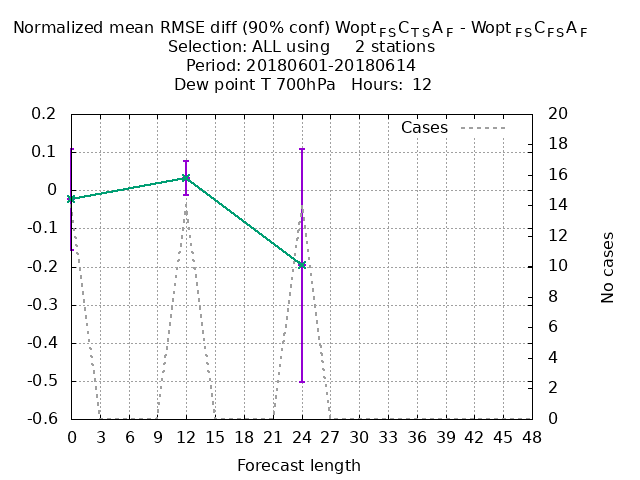 Normalized mean RMSE diff (90% conf) Wopt FS C TS A F - Wopt FS C FS A F
Selection: ALL using 2 stations
Period: 20180601-20180614
Dew point T 700hPa Hours: 12
Cases
0.2
0.1
0
-0.1
-0.2
-0.3
-0.4
-0.5
-0.6
20
18
16
14
12
10
8
6
4
2
0
No cases
0 3 6 9 12 15 18 21 24 27 30 33 36 39 42 45 48
Forecast length